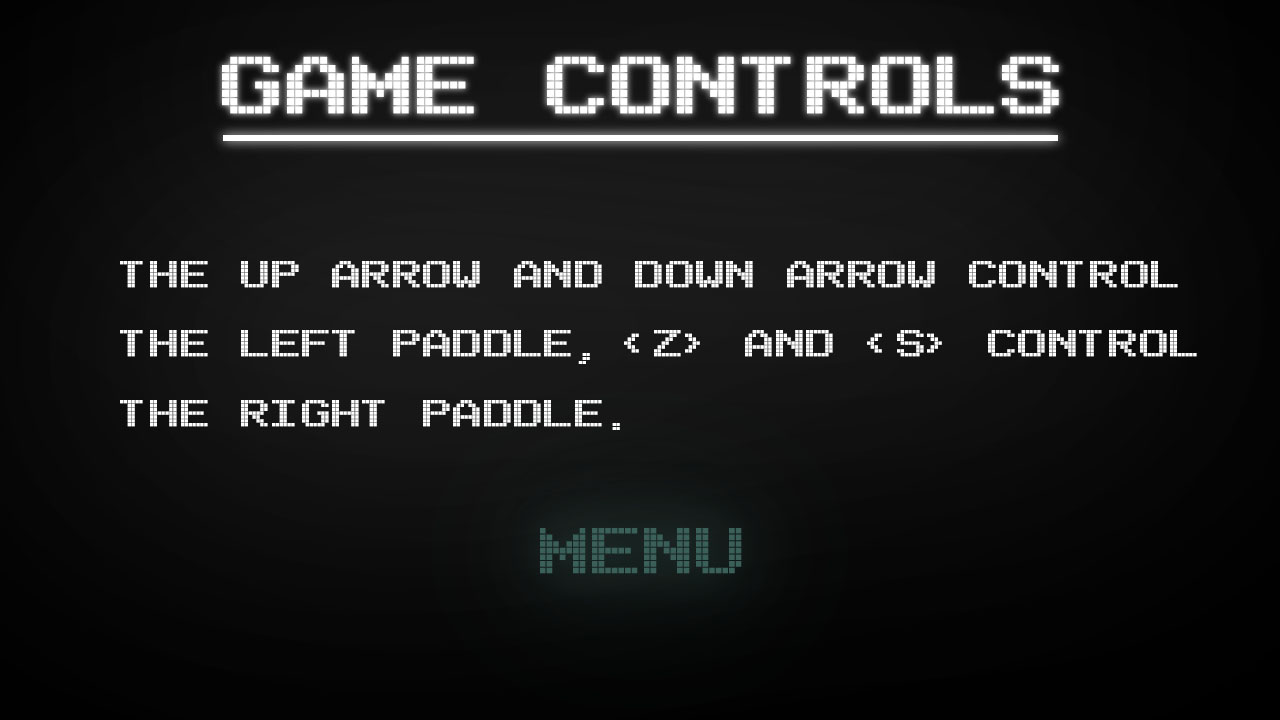 GAME CONTROLS
THE UP ARROW AND DOWN ARROW CONTROL
THE LEFT PADDLE, <Z> AND <S> CONTROL
THE RIGHT PADDLE.
MENU